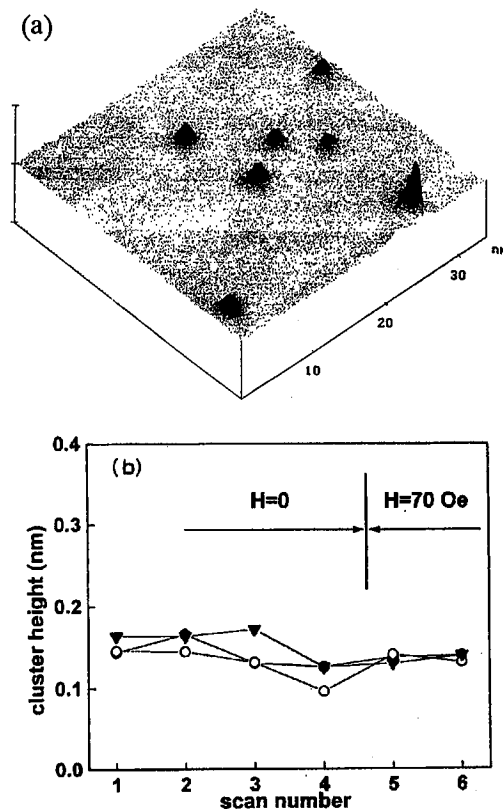 (a)
30
nm
20
10
0.4
(b)
H=0
H=70 Oe
0.3
0.2
0.1
0.0
cluster height (nm)
1 2 3 4 5 6
scan number